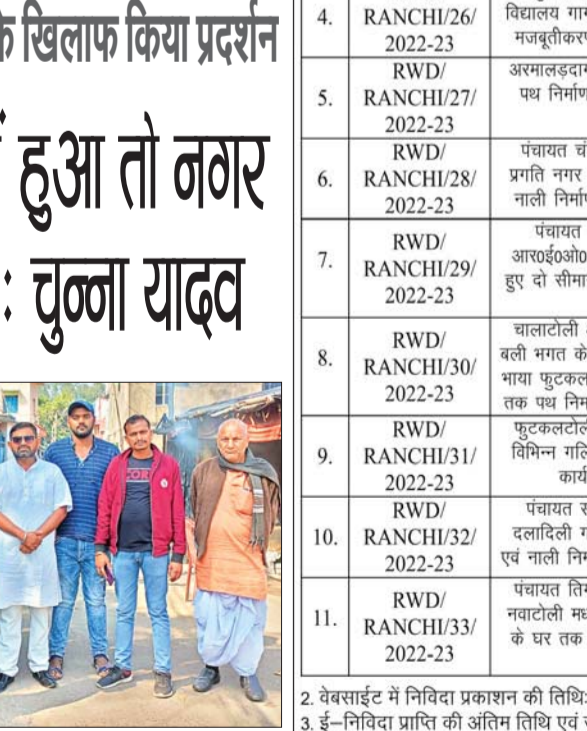 के खिलाफ किया प्रदर्शन
हुआ तो नगर
: चुन्ना यादव
COR
4. RANCHI/26/ 2022-23
विद्यालय
मजबूतीकरण
5. RWD/ RANCHI/27/ 2022-23
पथ निर्माण
6. RWD/ RANCHI/28/ 2022-23
पंचायत
प्रगति नगर
नाली निर्माण
7. RWD/ RANCHI/29/ 2022-23
पंचायत
आर०ई०ओ०
हुए दो सीमा
8. RWD/ RANCHI/30/ 2022-23
चालाटोली
बली भगत के
भाया फुटकल
तक पथ निर्म
9. RWD/ RANCHI/31/ 2022-23
फुटकलटोली
विभिन्न
कार्य
10. RWD/ RANCHI/32/ 2022-23
पंचायत
दलादिली
एवं नाली निर्म
11. RWD/ RANCHI/33/ 2022-23
पंचायत
नवाटोली
के घर तक
2. वेबसाईट में निविदा प्रकाशन की तिथि:
3. ई–निविदा प्राप्ति की अंतिम तिथि एवं